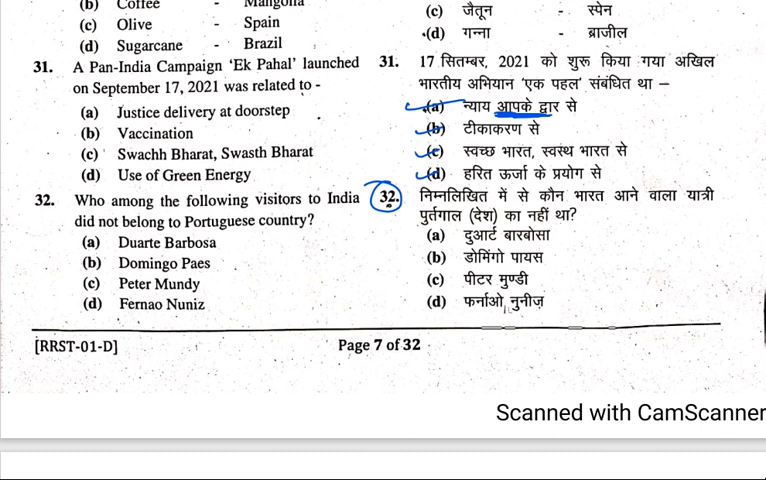 (b) Coffee - Mangolia
(c) Olive - Spain
(d) Sugarcane - Brazil
31. A Pan-India Campaign ‘Ek Pahal’ launched
on September 17, 2021 was related to -
(a) Justice delivery at doorstep
(b) Vaccination
(c) Swachh Bharat, Swasth Bharat
(d) Use of Green Energy
32. Who among the following visitors to India
did not belong to Portuguese country?
(a) Duarte Barbosa
(b) Domingo Paes
(c) Peter Mundy
(d) Fernao Nuniz
(c) जैतून - स्पेन
(d) गन्ना - ब्राजील
31. 17 सितम्बर, 2021 को शुरू किया गया अखिल
भारतीय अभियान ‘एक पहल’ संबंधित था –
(a) न्याय आपके द्वार से
(b) टीकाकरण से
(c) स्वच्छ भारत, स्वस्थ भारत से
(d) हरित ऊर्जा के प्रयोग से
32. निम्नलिखित में से कौन भारत आने वाला यात्री
पुर्तगाल (देश) का नहीं था?
(a) दुआर्ट बारबोसा
(b) डोमिंगो पायस
(c) पीटर मुण्डी
(d) फर्नाओ नुनीज़
[RRST-01-D] Page 7 of 32
Scanned with CamScanner